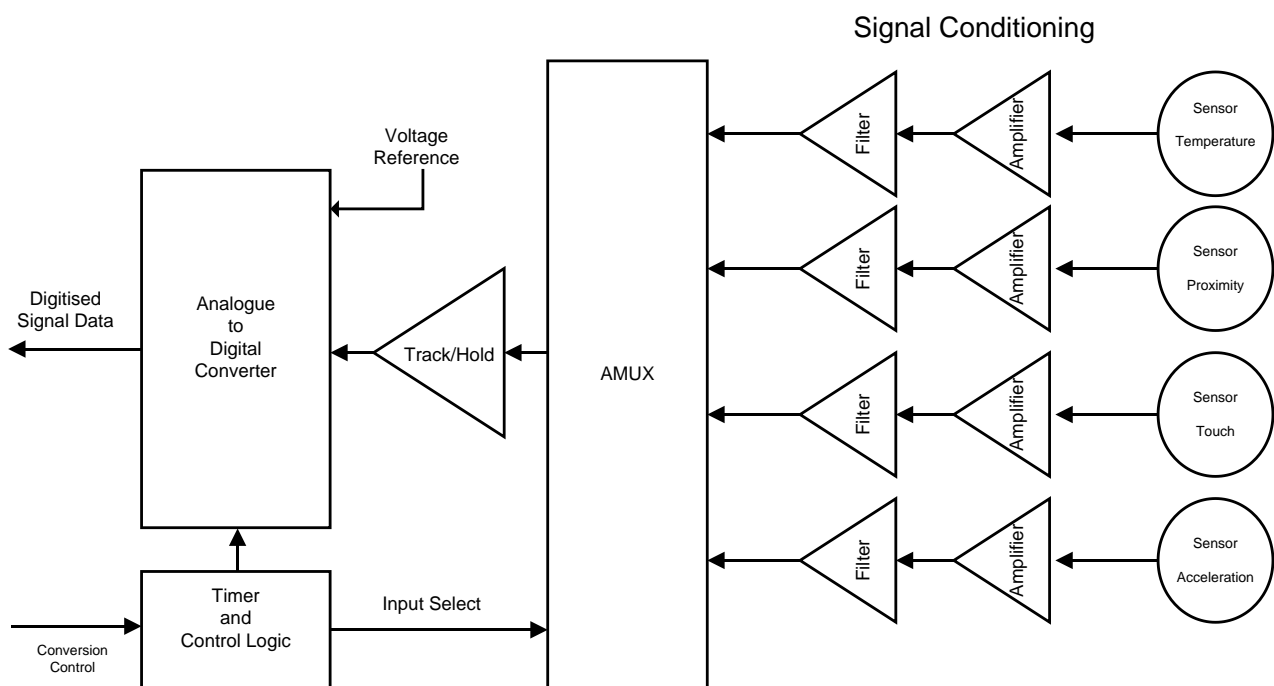 Signal Conditioning
Voltage
Reference
Sensor
Temperature
Amplifier
Filter
Sensor
Proximity
Amplifier
Filter
Digitised
Signal Data
Analogue
to
Digital
Converter
Track/Hold
AMUX
Sensor
Touch
Amplifier
Filter
Sensor
Acceleration
Amplifier
Filter
Timer
and
Control Logic
Input Select
Conversion
Control